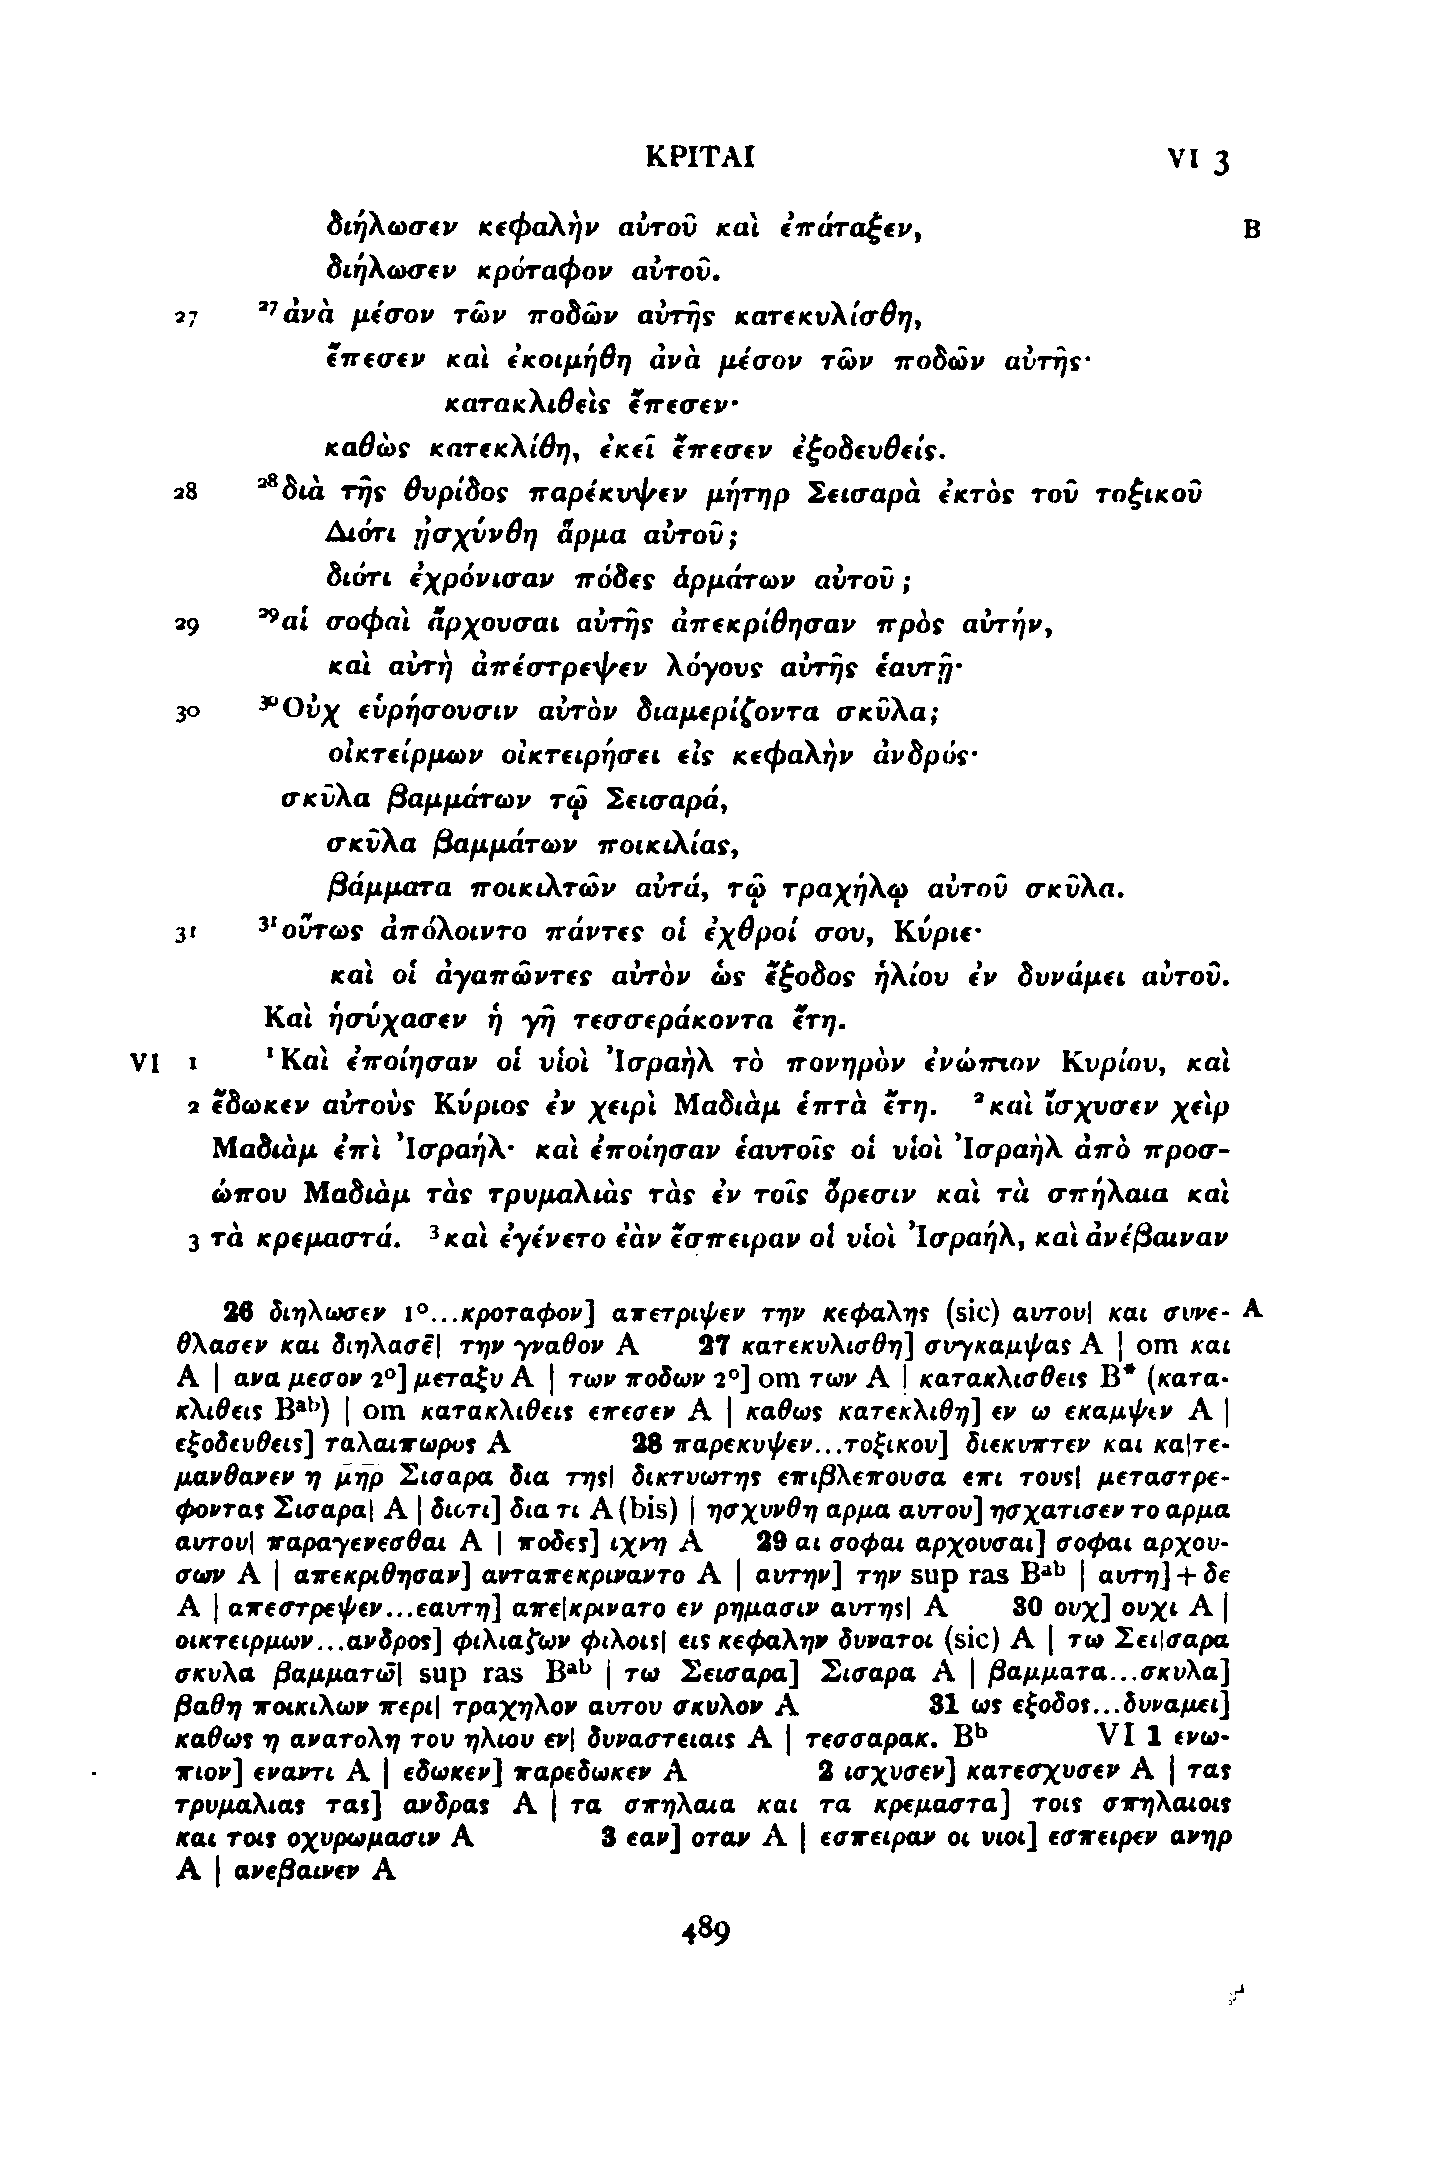 ΚΡΙΤΑΙ VI 3
διήλωσεν κεφαλὴν αὐτοῦ καὶ ἐπάταξεν, B
διήλωσεν κρόταφον αὐτοῦ.
27 ²⁷ἀνὰ μέσον τῶν ποδῶν αὐτῆς κατεκυλίσθη,
ἔπεσεν καὶ ἐκοιμήθη ἀνὰ μέσον τῶν ποδῶν αὐτῆς·
κατακλιθεὶς ἔπεσεν·
καθὼς κατεκλίθη, ἐκεῖ ἔπεσεν ἐξοδευθείς.
28 ²⁸διὰ τῆς θυρίδος παρέκυψεν μήτηρ Σεισαρὰ ἐκτὸς τοῦ τοξικοῦ
Διότι ᾐσχύνθη ἅρμα αὐτοῦ;
διότι ἐχρόνισαν πόδες ἁρμάτων αὐτοῦ;
29 ²⁹αἱ σοφαὶ ἄρχουσαι αὐτῆς ἀπεκρίθησαν πρὸς αὐτήν,
καὶ αὐτὴ ἀπέστρεψεν λόγους αὐτῆς ἑαυτῇ·
30 ³⁰Οὐχ εὑρήσουσιν αὐτὸν διαμερίζοντα σκῦλα;
οἰκτείρμων οἰκτειρήσει εἰς κεφαλὴν ἀνδρός·
σκῦλα βαμμάτων τῷ Σεισαρά,
σκῦλα βαμμάτων ποικιλίας,
βάμματα ποικιλτῶν αὐτά, τῷ τραχήλῳ αὐτοῦ σκῦλα.
31 ³¹οὕτως ἀπόλοιντο πάντες οἱ ἐχθροί σου, Κύριε·
καὶ οἱ ἀγαπῶντες αὐτὸν ὡς ἔξοδος ἡλίου ἐν δυνάμει αὐτοῦ.
Καὶ ἡσύχασεν ἡ γῆ τεσσεράκοντα ἔτη.
VI 1 ¹Καὶ ἐποίησαν οἱ υἱοὶ Ἰσραὴλ τὸ πονηρὸν ἐνώπιον Κυρίου, καὶ
2 ἔδωκεν αὐτοὺς Κύριος ἐν χειρὶ Μαδιὰμ ἑπτὰ ἔτη. ²καὶ ἴσχυσεν χεὶρ
Μαδιὰμ ἐπὶ Ἰσραήλ· καὶ ἐποίησαν ἑαυτοῖς οἱ υἱοὶ Ἰσραὴλ ἀπὸ προσ-
ώπου Μαδιὰμ τὰς τρυμαλιὰς τὰς ἐν τοῖς ὄρεσιν καὶ τὰ σπήλαια καὶ
3 τὰ κρεμαστά. ³καὶ ἐγένετο ἐὰν ἔσπειραν οἱ υἱοὶ Ἰσραήλ, καὶ ἀνέβαιναν
26 διηλωσεν 1°...κροταφον] απετριψεν την κεφαλης (sic) αυτου| και συνε- A
θλασεν και διηλασε̄| την γναθον A 27 κατεκυλισθη] συγκαμψας A | om και
A | ανα μεσον 2°] μεταξυ A | των ποδων 2°] om των A | κατακλισθεις B* (κατα-
κλιθεις Bᵃᵇ) | om κατακλιθεις επεσεν A | καθως κατεκλιθη] εν ω εκαμψεν A |
εξοδευθεις] ταλαιπωρος A 28 παρεκυψεν...τοξικου] διεκυπτεν και κα|τε-
μανθανεν η μ̄η̄ρ̄ Σισαρα δια της| δικτυωτης επιβλεπουσα επι τους| μεταστρε-
φοντας Σισαρα| A | διοτι] δια τι A (bis) | ησχυνθη αρμα αυτου] ησχατισεν το αρμα
αυτου| παραγενεσθαι A | ποδες] ιχνη A 29 αι σοφαι αρχουσαι] σοφαι αρχου-
σων A | απεκριθησαν] ανταπεκριναντο A | αυτην] την sup ras Bᵃᵇ | αυτη]+δε
A | απεστρεψεν...εαυτη] απε|κρινατο εν ρημασιν αυτης| A 30 ουχ] ουχι A |
οικτειρμων...ανδρος] φιλιαζων φιλοις| εις κεφαλην δυνατοι (sic) A | τω Σει|σαρα
σκυλα βαμματω̄| sup ras Bᵃᵇ | τω Σεισαρα] Σισαρα A | βαμματα...σκυλα]
βαθη ποικιλων περι| τραχηλον αυτου σκυλον A 31 ως εξοδος...δυναμει]
καθως η ανατολη του ηλιου εν| δυναστειαις A | τεσσαρακ. Bᵇ VI 1 ενω-
πιον] εναντι A | εδωκεν] παρεδωκεν A 2 ισχυσεν] κατεσχυσεν A | τας
τρυμαλιας τας] ανδρας A | τα σπηλαια και τα κρεμαστα] τοις σπηλαιοις
και τοις οχυρωμασιν A 3 εαν] οταν A | εσπειραν οι υιοι] εσπειρεν ανηρ
A | ανεβαινεν A
489